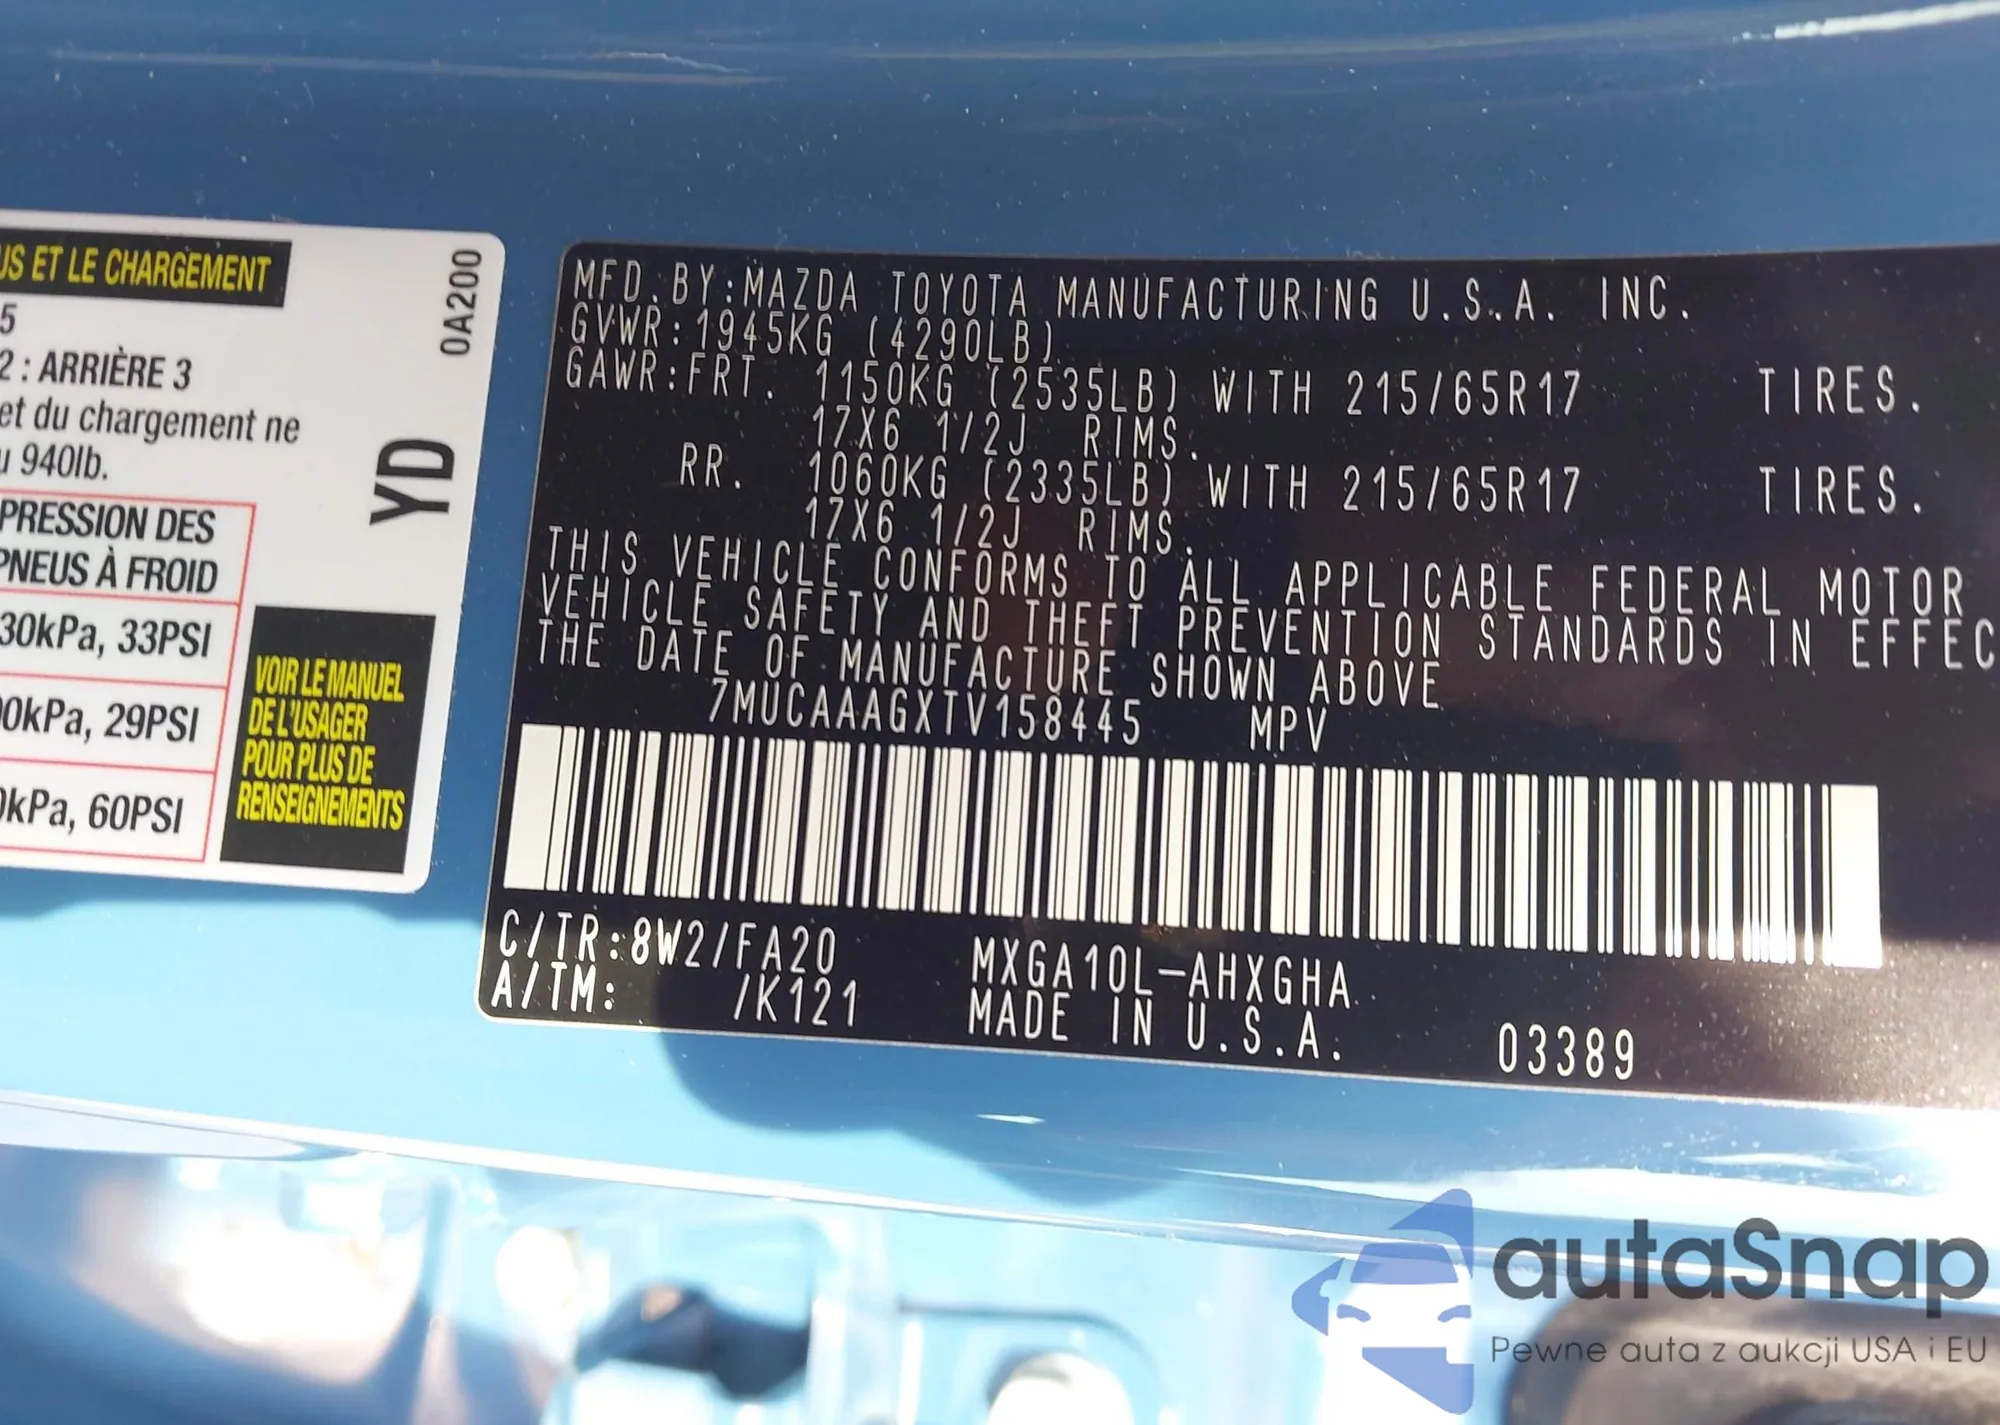 US ET LE CHARGEMENT
5
2 : ARRIÈRE 3
et du chargement ne
u 940lb.
PRESSION DES
PNEUS À FROID
30kPa, 33PSI
00kPa, 29PSI
0kPa, 60PSI
0A200
YD
VOIR LE MANUEL
DE L'USAGER
POUR PLUS DE
RENSEIGNEMENTS
MFD.BY:MAZDA TOYOTA MANUFACTURING U.S.A. INC.
GVWR:1945KG (4290LB)
GAWR:FRT. 1150KG (2535LB) WITH 215/65R17 TIRES.
17X6 1/2J RIMS.
RR. 1060KG (2335LB) WITH 215/65R17 TIRES.
17X6 1/2J RIMS.
THIS VEHICLE CONFORMS TO ALL APPLICABLE FEDERAL MOTOR
VEHICLE SAFETY AND THEFT PREVENTION STANDARDS IN EFFEC
THE DATE OF MANUFACTURE SHOWN ABOVE
7MUCAAAGXTV158445 MPV
C/TR:8W2/FA20 MXGA10L-AHXGHA
A/TM: /K121 MADE IN U.S.A. 03389
autaSnap
Pewne auta z aukcji USA i EU